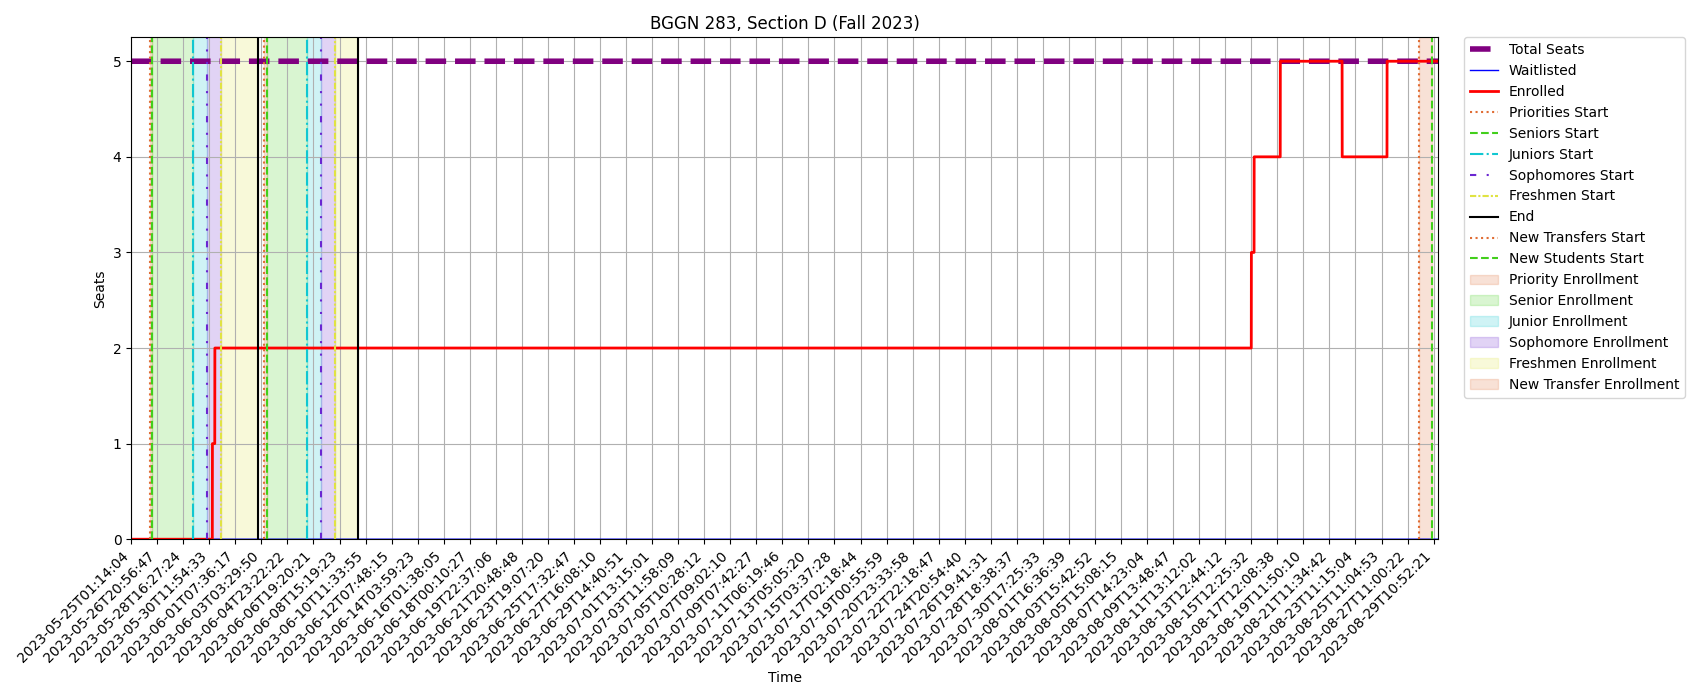 BGGN 283, Section D (Fall 2023)
Seats
5
4
3
2
1
0
2023-05-25T01:14:04
2023-05-26T20:56:47
2023-05-28T16:27:24
2023-05-30T11:54:33
2023-06-01T07:36:17
2023-06-03T03:29:50
2023-06-04T23:22:22
2023-06-06T19:20:21
2023-06-08T15:19:23
2023-06-10T11:33:55
2023-06-12T07:48:15
2023-06-14T03:59:23
2023-06-16T01:38:05
2023-06-18T00:10:27
2023-06-19T22:37:06
2023-06-21T20:48:48
2023-06-23T19:07:20
2023-06-25T17:32:47
2023-06-27T16:08:10
2023-06-29T14:40:51
2023-07-01T13:15:01
2023-07-03T11:58:09
2023-07-05T10:28:12
2023-07-07T09:02:10
2023-07-09T07:42:27
2023-07-11T06:19:46
2023-07-13T05:05:20
2023-07-15T03:37:28
2023-07-17T02:18:44
2023-07-19T00:55:59
2023-07-20T23:33:58
2023-07-22T22:18:47
2023-07-24T20:54:40
2023-07-26T19:41:31
2023-07-28T18:38:37
2023-07-30T17:25:33
2023-08-01T16:36:39
2023-08-03T15:42:52
2023-08-05T15:08:15
2023-08-07T14:23:04
2023-08-09T13:48:47
2023-08-11T13:12:02
2023-08-13T12:44:12
2023-08-15T12:25:32
2023-08-17T12:08:38
2023-08-19T11:50:10
2023-08-21T11:34:42
2023-08-23T11:15:04
2023-08-25T11:04:53
2023-08-27T11:00:22
2023-08-29T10:52:21
Time
Total Seats
Waitlisted
Enrolled
Priorities Start
Seniors Start
Juniors Start
Sophomores Start
Freshmen Start
End
New Transfers Start
New Students Start
Priority Enrollment
Senior Enrollment
Junior Enrollment
Sophomore Enrollment
Freshmen Enrollment
New Transfer Enrollment